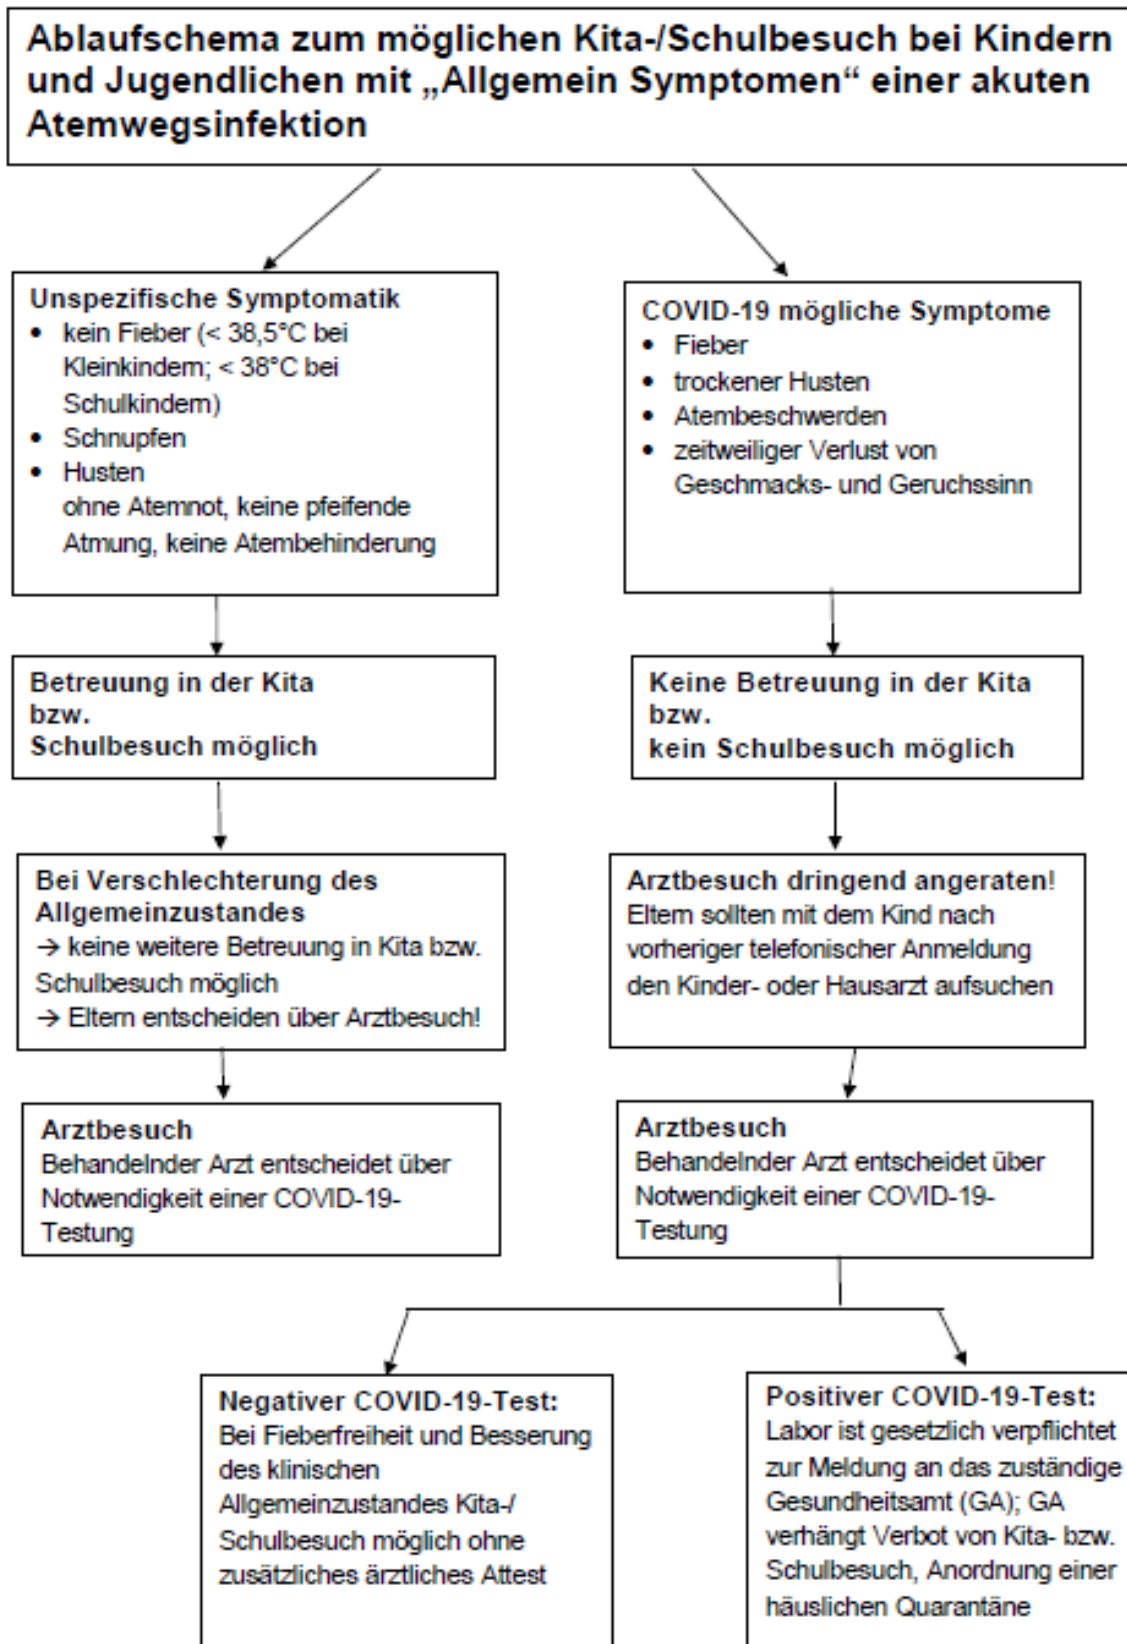 Ablaufschema zum möglichen Kita-/Schulbesuch bei Kindern
und Jugendlichen mit „Allgemein Symptomen“ einer akuten
Atemwegsinfektion
Unspezifische Symptomatik
• kein Fieber (< 38,5°C bei
Kleinkindern; < 38°C bei
Schulkindern)
• Schnupfen
• Husten
ohne Atemnot, keine pfeifende
Atmung, keine Atembehinderung
Betreuung in der Kita
bzw.
Schulbesuch möglich
Bei Verschlechterung des
Allgemeinzustandes
→ keine weitere Betreuung in Kita bzw.
Schulbesuch möglich
→ Eltern entscheiden über Arztbesuch!
Arztbesuch
Behandelnder Arzt entscheidet über
Notwendigkeit einer COVID-19-
Testung
COVID-19 mögliche Symptome
• Fieber
• trockener Husten
• Atembeschwerden
• zeitweiliger Verlust von
Geschmacks- und Geruchssinn
Keine Betreuung in der Kita
bzw.
kein Schulbesuch möglich
Arztbesuch dringend angeraten!
Eltern sollten mit dem Kind nach
vorheriger telefonischer Anmeldung
den Kinder- oder Hausarzt aufsuchen
Arztbesuch
Behandelnder Arzt entscheidet über
Notwendigkeit einer COVID-19-
Testung
Negativer COVID-19-Test:
Bei Fieberfreiheit und Besserung
des klinischen
Allgemeinzustandes Kita-/
Schulbesuch möglich ohne
zusätzliches ärztliches Attest
Positiver COVID-19-Test:
Labor ist gesetzlich verpflichtet
zur Meldung an das zuständige
Gesundheitsamt (GA); GA
verhängt Verbot von Kita- bzw.
Schulbesuch, Anordnung einer
häuslichen Quarantäne